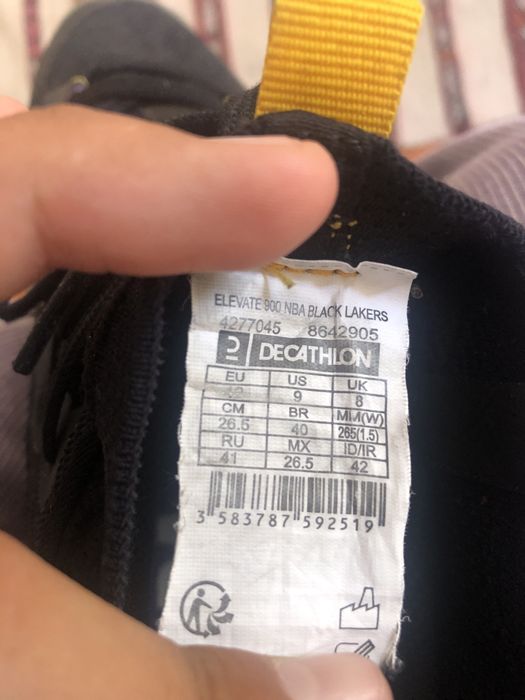 ELEVATE 900 NBA BLACK LAKERS
4277045 8642905
DECATHLON
EU US UK
42 9 8
CM BR MM(W)
26.5 40 265(1.5)
RU MX ID/IR
41 26.5 42
3 583787 592519